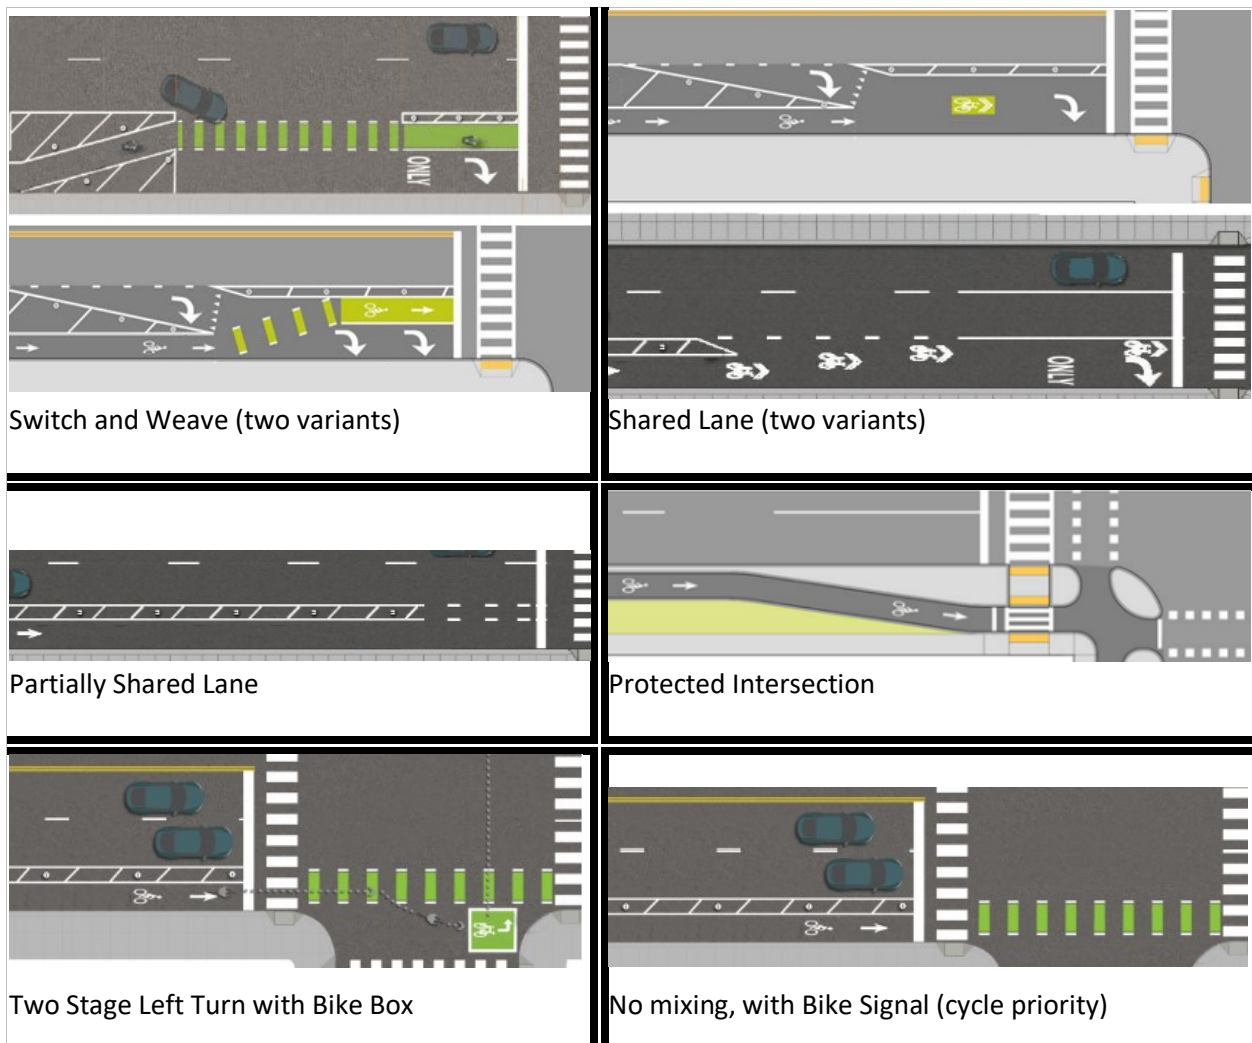 ONLY
ONLY
Switch and Weave (two variants)
Shared Lane (two variants)
Partially Shared Lane
Protected Intersection
Two Stage Left Turn with Bike Box
No mixing, with Bike Signal (cycle priority)